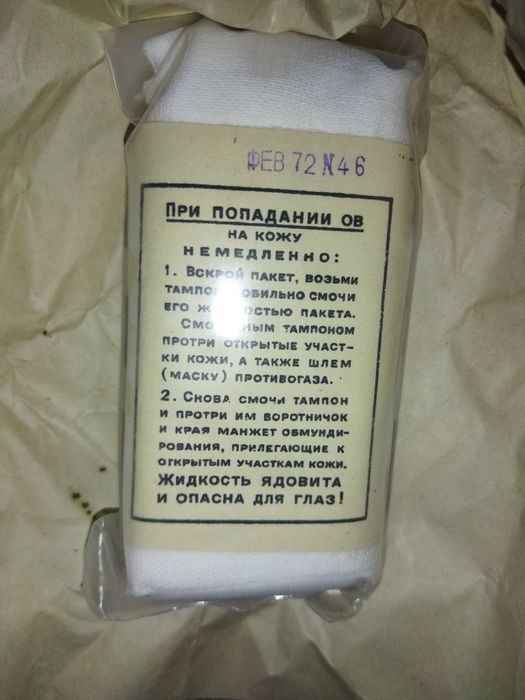 ФЕВ 72 N 46
ПРИ ПОПАДАНИИ ОВ
НА КОЖУ
НЕМЕДЛЕННО:
1. ВСКРОЙ ПАКЕТ, ВОЗЬМИ
ТАМПОН, ОБИЛЬНО СМОЧИ
ЕГО ЖИДКОСТЬЮ ПАКЕТА.
СМОЧЕННЫМ ТАМПОНОМ
ПРОТРИ ОТКРЫТЫЕ УЧАСТ-
КИ КОЖИ, А ТАКЖЕ ШЛЕМ
(МАСКУ) ПРОТИВОГАЗА.
2. СНОВА СМОЧИ ТАМПОН
И ПРОТРИ ИМ ВОРОТНИЧОК
И КРАЯ МАНЖЕТ ОБМУНДИ-
РОВАНИЯ, ПРИЛЕГАЮЩИЕ К
ОТКРЫТЫМ УЧАСТКАМ КОЖИ.
ЖИДКОСТЬ ЯДОВИТА
И ОПАСНА ДЛЯ ГЛАЗ!